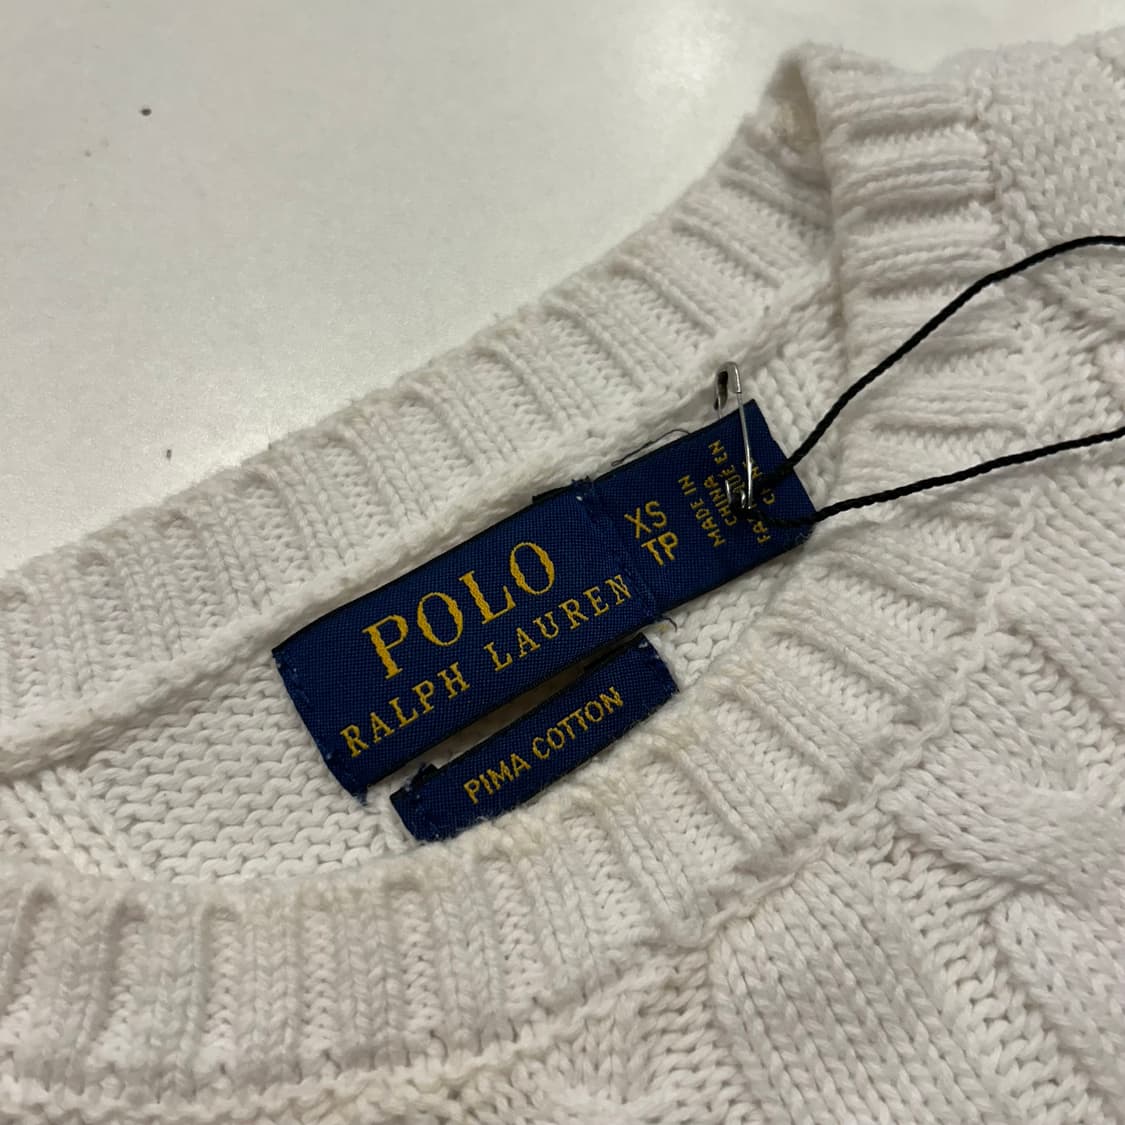 POLO
RALPH LAUREN
XS
TP
MADE IN
CHINA
PIMA COTTON